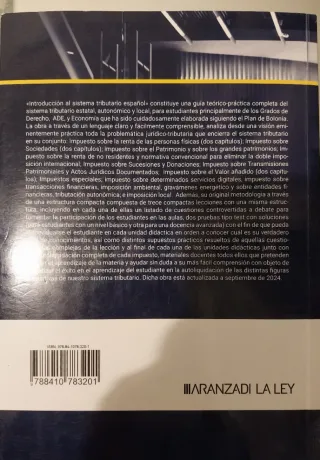 «Introducción al sistema tributario español» constituye una guía teórico-práctica completa del
sistema tributario estatal, autonómico y local, para estudiantes principalmente de los Grados de
Derecho, ADE, y Economía que ha sido cuidadosamente elaborada siguiendo el Plan de Bolonia.
La obra a través de un lenguaje claro y fácilmente comprensible, analiza desde una visión emi-
nentemente práctica toda la problemática jurídico-tributaria que encierra el sistema tributario
en su conjunto: Impuesto sobre la renta de las personas físicas (dos capítulos); Impuesto sobre
Sociedades (dos capítulos); Impuesto sobre el Patrimonio y sobre los grandes patrimonios; im-
puesto sobre la renta de no residentes y normativa convencional para eliminar la doble impo-
sición internacional; Impuesto sobre Sucesiones y Donaciones; Impuesto sobre Transmisiones
Patrimoniales y Actos Jurídicos Documentados; Impuesto sobre el Valor añadido (dos capítu-
los); Impuestos especiales; Impuesto sobre determinados servicios digitales, impuesto sobre
transacciones financieras, imposición ambiental, gravámenes energético y sobre entidades fi-
nancieras; tributación autonómica; e imposición local. Además, su original metodología a través
de una estructura compacta compuesta de trece lecciones con una misma estruc-
tura, incluyendo en cada una de ellas un listado de cuestiones controvertidas a debate para
fomentar la participación de los estudiantes en las aulas, dos pruebas tipo test con soluciones
estudiantes con un nivel básico y otra para una docencia avanzada) con el fin de que pueda
el estudiante en cada unidad didáctica en orden a conocer cuál es su verdadero
conocimientos, así como distintos supuestos prácticos resueltos de aquellas cuestio-
complejas de la lección y al final de cada una de las unidades didácticas junto con
liquidación completa de cada impuesto, materiales docentes todos ellos que pretenden
el aprendizaje de la materia y ayudar sin duda a su más fácil comprensión con objeto de
el éxito en el aprendizaje del estudiante en la autoliquidación de las distintas figuras
de nuestro sistema tributario. Dicha obra está actualizada a septiembre de 2024.
9788410783201
ARANZADI LA LEY